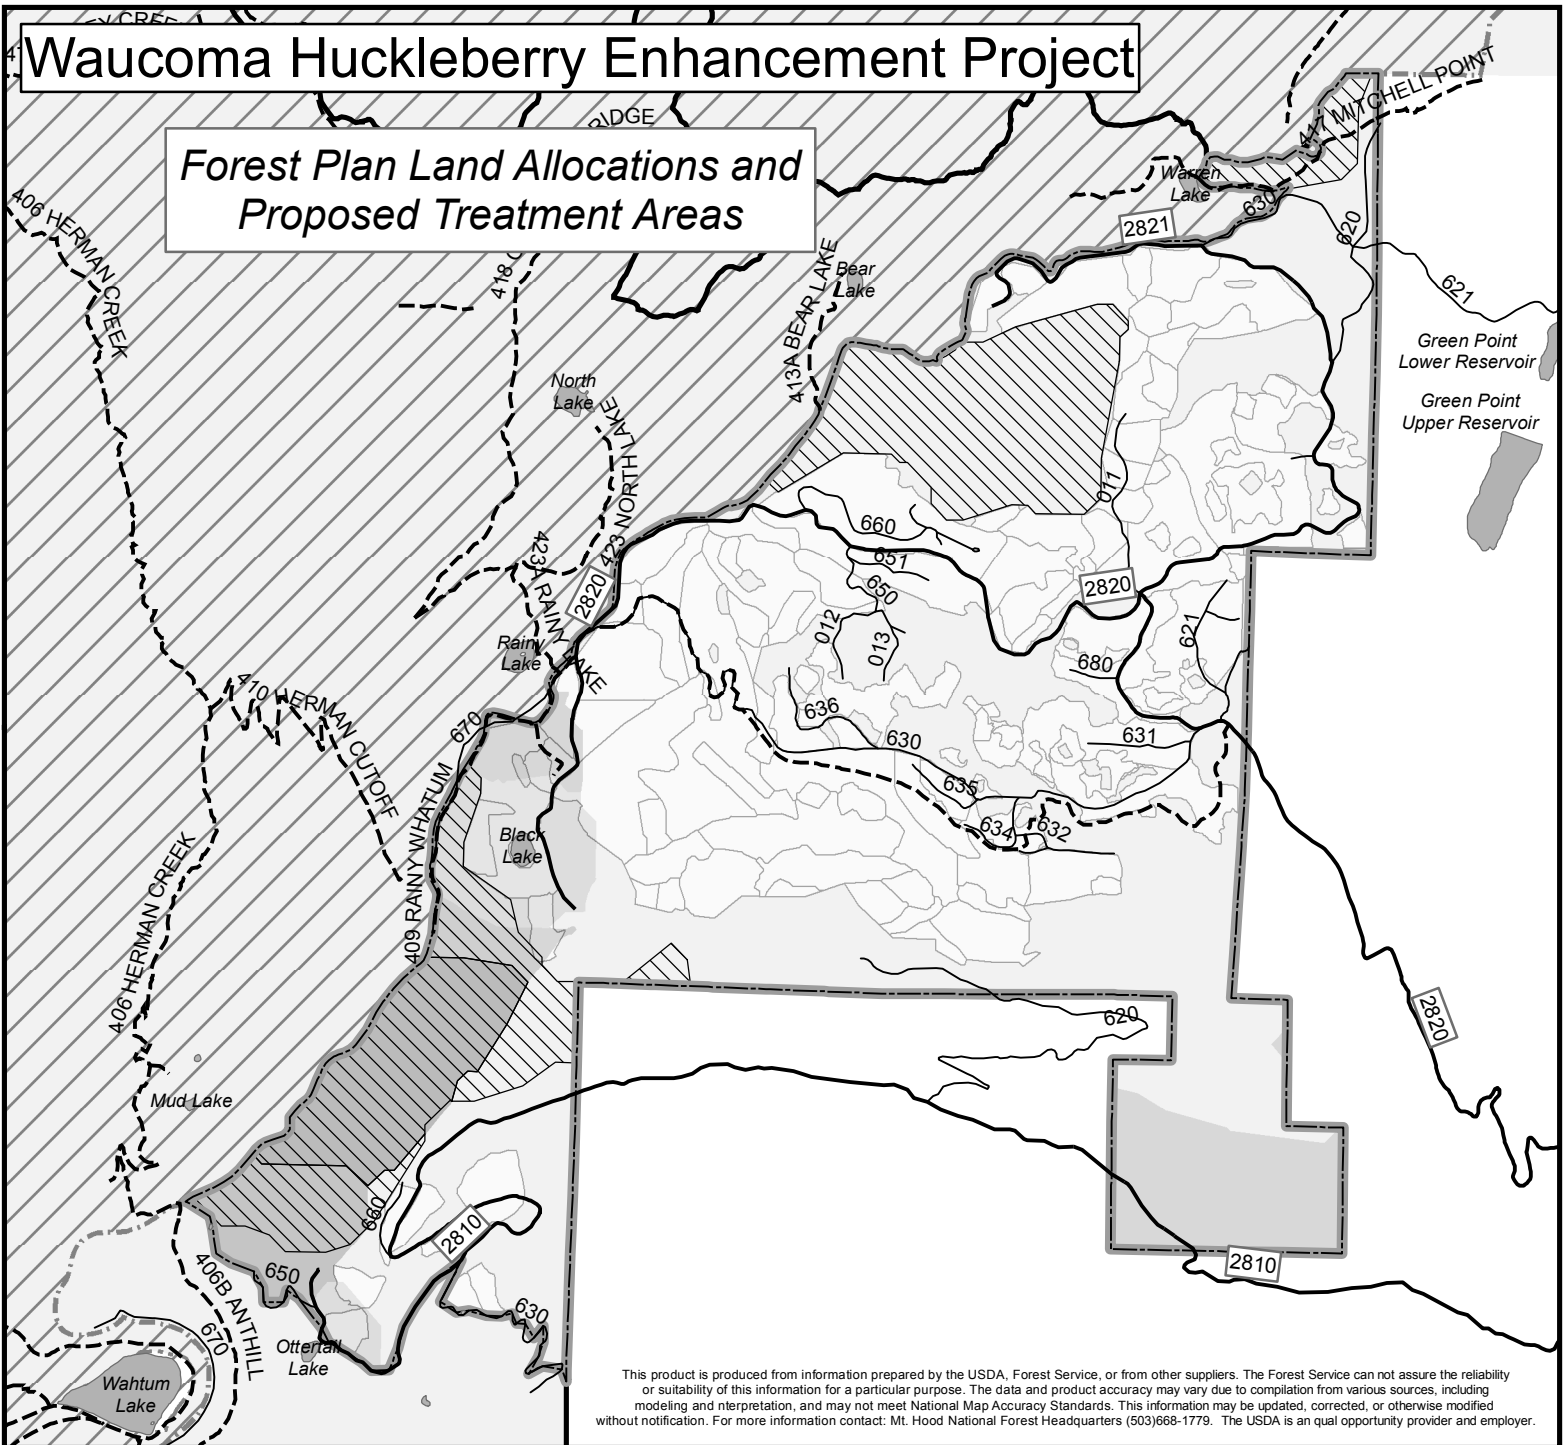 Waucoma Huckleberry Enhancement Project
Forest Plan Land Allocations and
Proposed Treatment Areas
RIDGE
417 MITCHELL POINT
Warren
Lake
630
2821
620
621
406 HERMAN CREEK
418
413A BEAR LAKE
Bear
Lake
Green Point
Lower Reservoir
Green Point
Upper Reservoir
North
Lake
423 NORTH LAKE
011
660
651
650
012
013
2820
2820
423A RAINY LAKE
Rainy
Lake
621
680
636
630
631
635
634
632
410 HERMAN CUTOFF
670
409 RAINY WHATUM
Black
Lake
406 HERMAN CREEK
620
2820
Mud Lake
660
2810
2810
650
406B ANTHILL
670
630
Ottertail
Lake
Wahtum
Lake
This product is produced from information prepared by the USDA, Forest Service, or from other suppliers. The Forest Service can not assure the reliability
or suitability of this information for a particular purpose. The data and product accuracy may vary due to compilation from various sources, including
modeling and nterpretation, and may not meet National Map Accuracy Standards. This information may be updated, corrected, or otherwise modified
without notification. For more information contact: Mt. Hood National Forest Headquarters (503)668-1779. The USDA is an qual opportunity provider and employer.